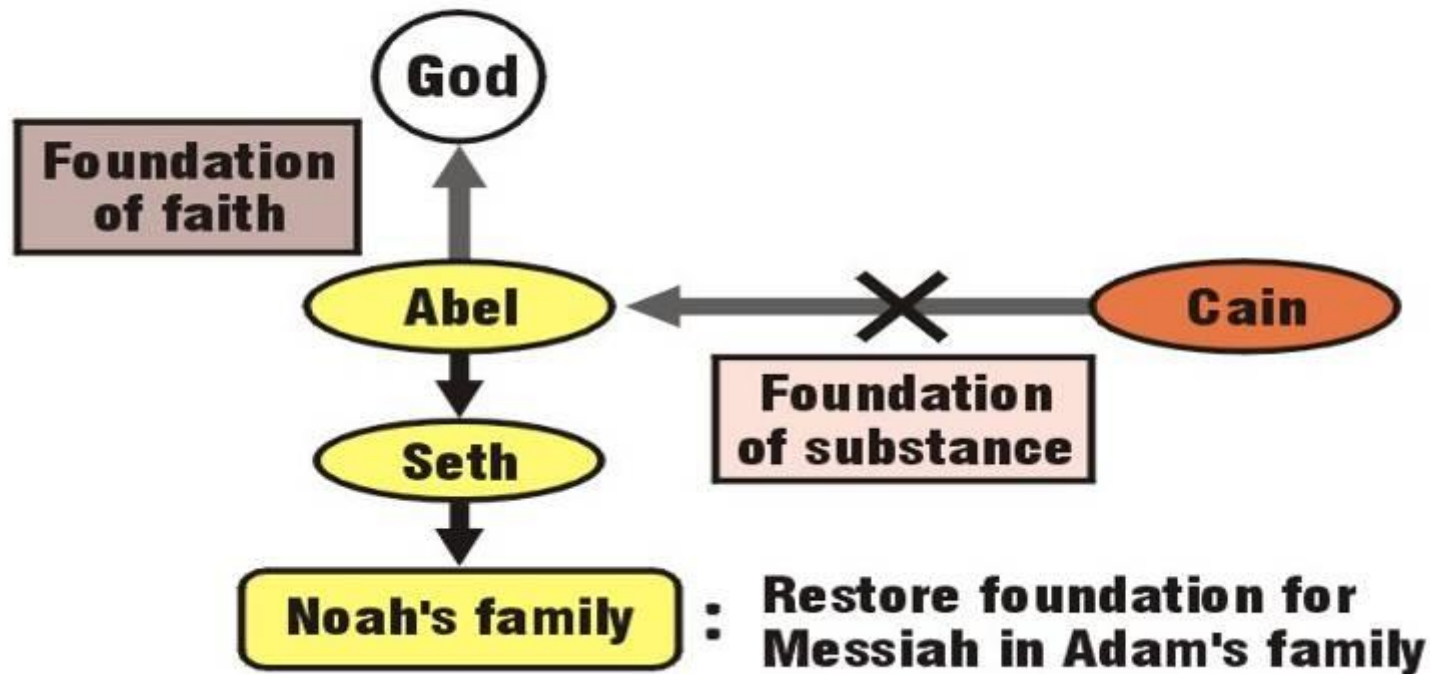 God
Foundation
of faith
Abel
Cain
Foundation
of substance
Seth
Noah's family : Restore foundation for
Messiah in Adam's family